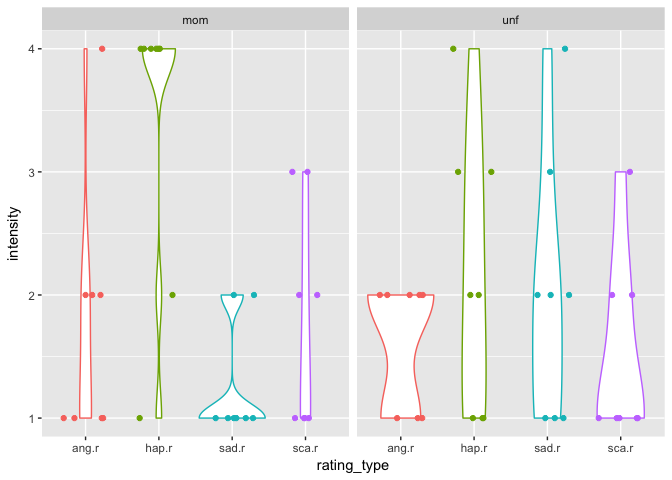 mom unf
intensity
4
3
2
1
ang.r hap.r sad.r sca.r ang.r hap.r sad.r sca.r
rating_type